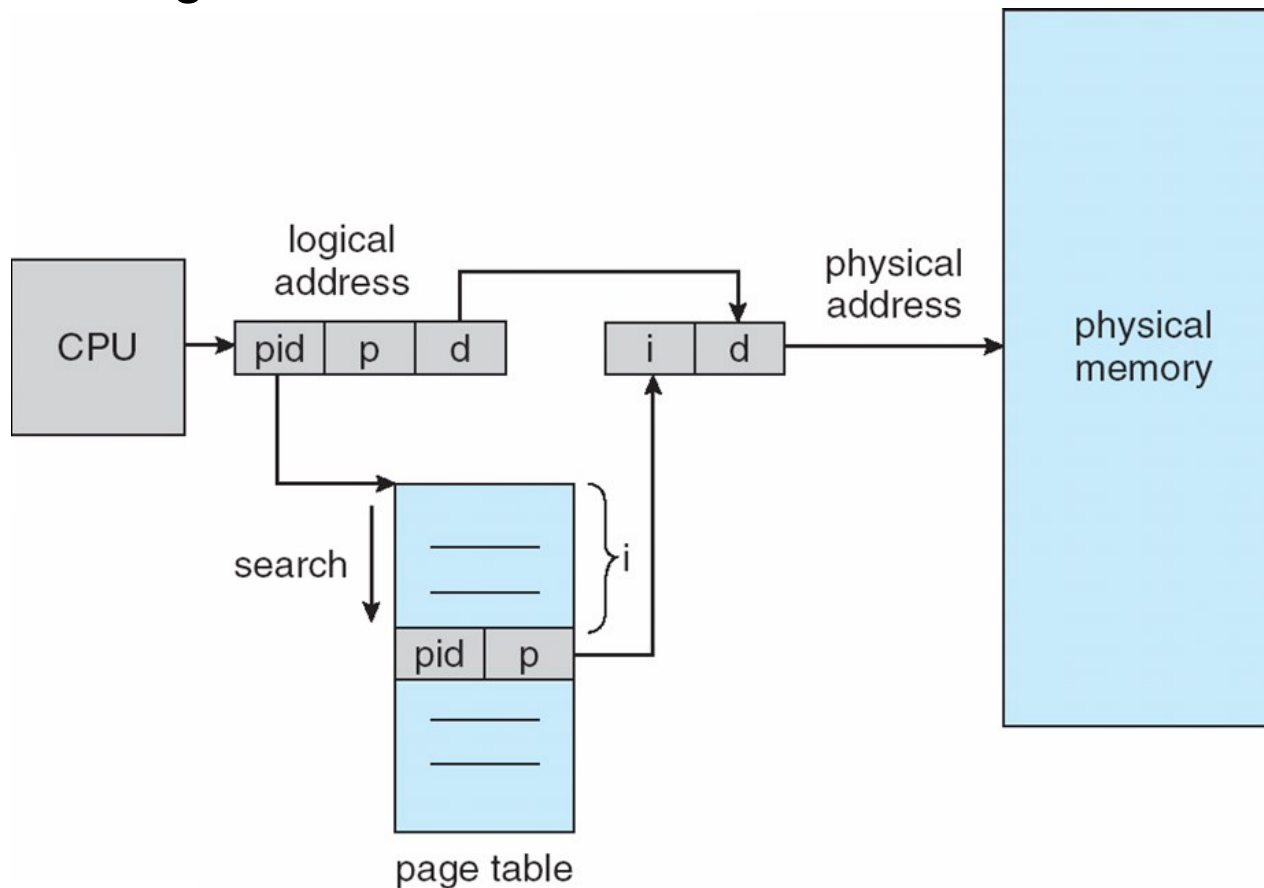 logical
address
physical
address
CPU
pid
p
d
i
d
physical
memory
search
i
pid
p
page table